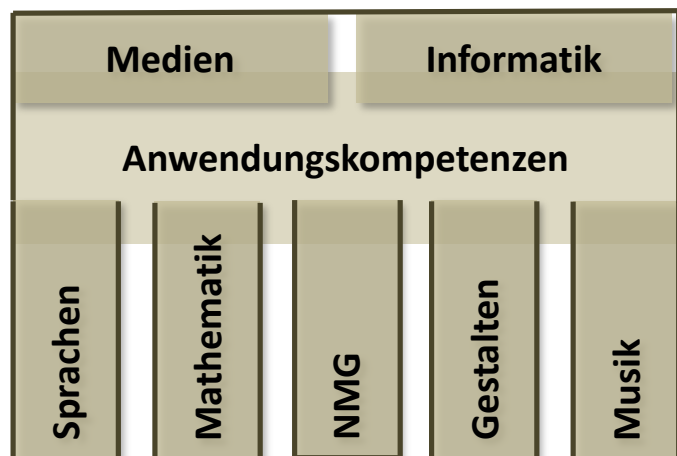 Medien
Informatik
Anwendungskompetenzen
Sprachen
Mathematik
NMG
Gestalten
Musik